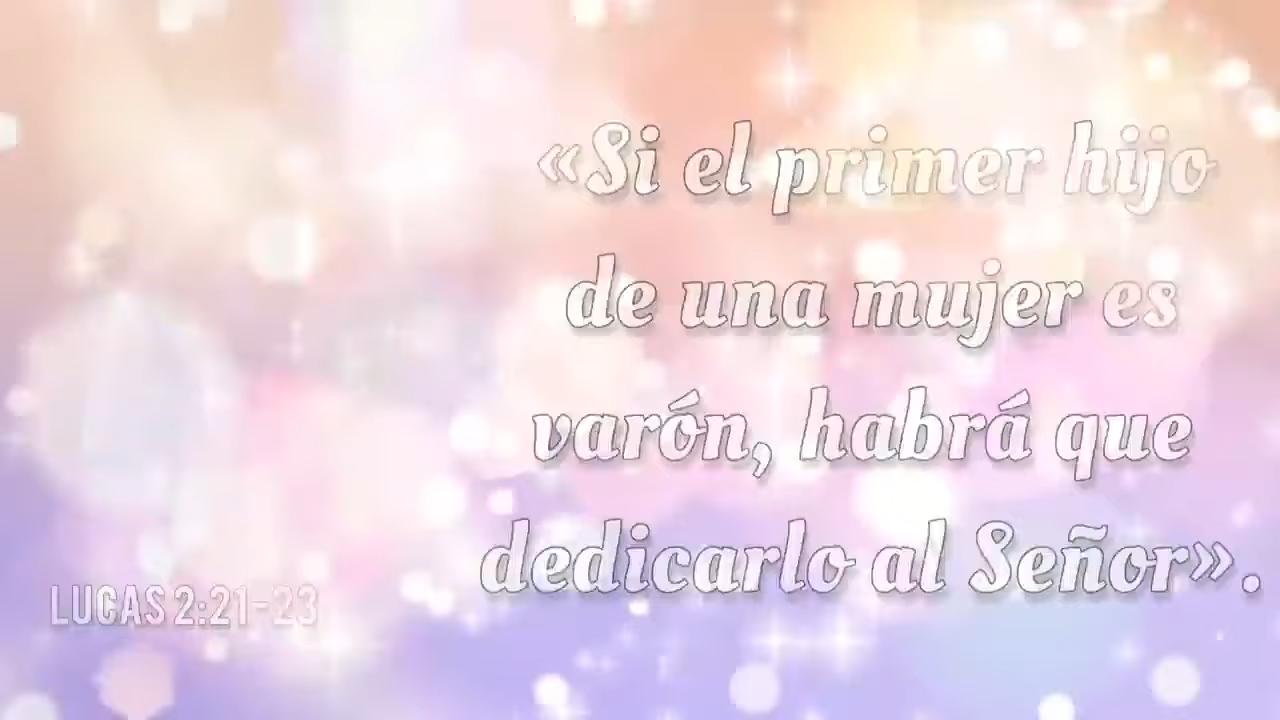 «Si el primer hijo
de una mujer es
varón, habrá que
dedicarlo al Señor».
LUCAS 2:21-23